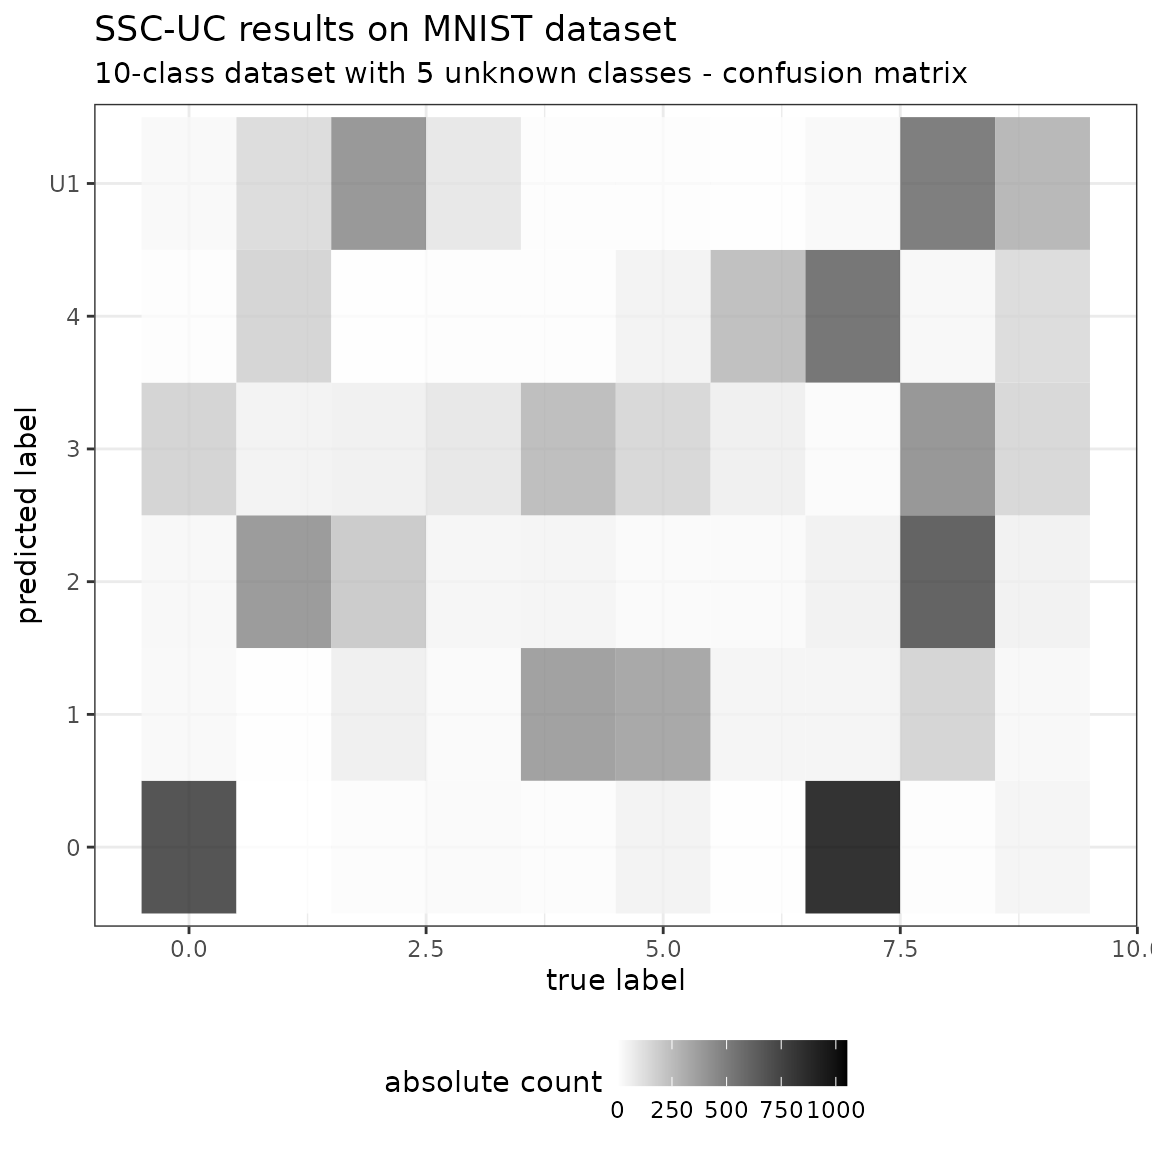 SSC-UC results on MNIST dataset
10-class dataset with 5 unknown classes - confusion matrix
predicted label
U1
4
3
2
1
0
0.0 2.5 5.0 7.5 10.0
true label
absolute count
0 250 500 750 1000